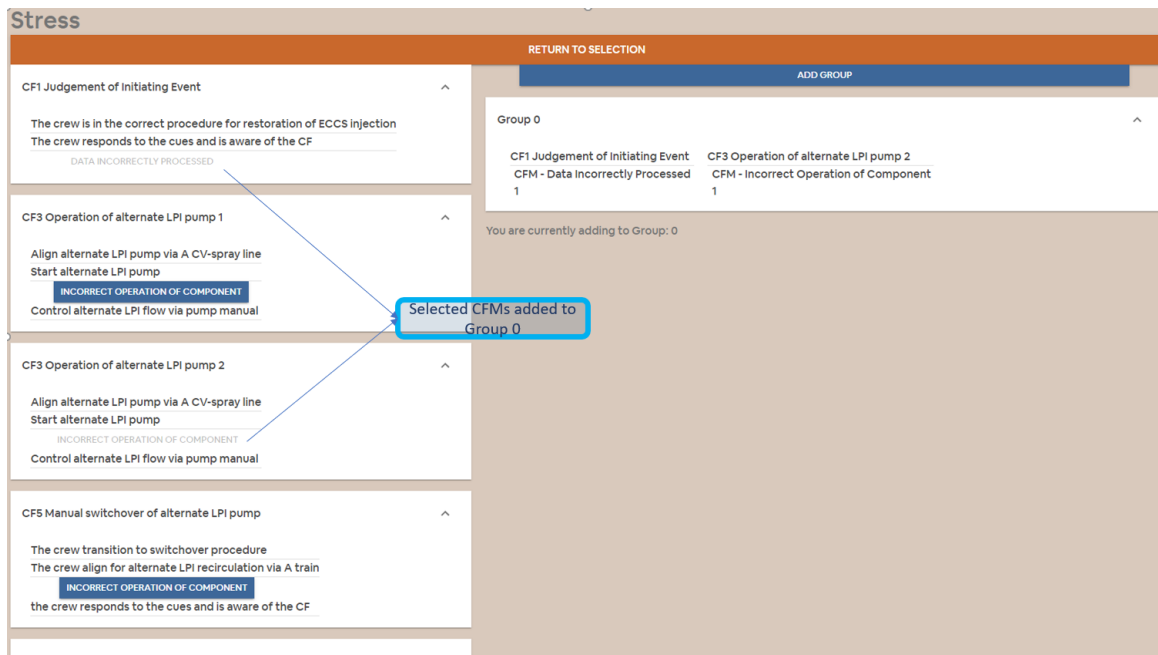 Stress
RETURN TO SELECTION
CF1 Judgement of Initiating Event
The crew is in the correct procedure for restoration of ECCS injection
The crew responds to the cues and is aware of the CF
DATA INCORRECTLY PROCESSED
CF3 Operation of alternate LPI pump 1
Align alternate LPI pump via A CV-spray line
Start alternate LPI pump
INCORRECT OPERATION OF COMPONENT
Control alternate LPI flow via pump manual
CF3 Operation of alternate LPI pump 2
Align alternate LPI pump via A CV-spray line
Start alternate LPI pump
INCORRECT OPERATION OF COMPONENT
Control alternate LPI flow via pump manual
CF5 Manual switchover of alternate LPI pump
The crew transition to switchover procedure
The crew align for alternate LPI recirculation via A train
INCORRECT OPERATION OF COMPONENT
the crew responds to the cues and is aware of the CF
Selected CFMs added to
Group 0
ADD GROUP
Group 0
CF1 Judgement of Initiating Event CF3 Operation of alternate LPI pump 2
CFM - Data Incorrectly Processed CFM - Incorrect Operation of Component
1 1
You are currently adding to Group: 0